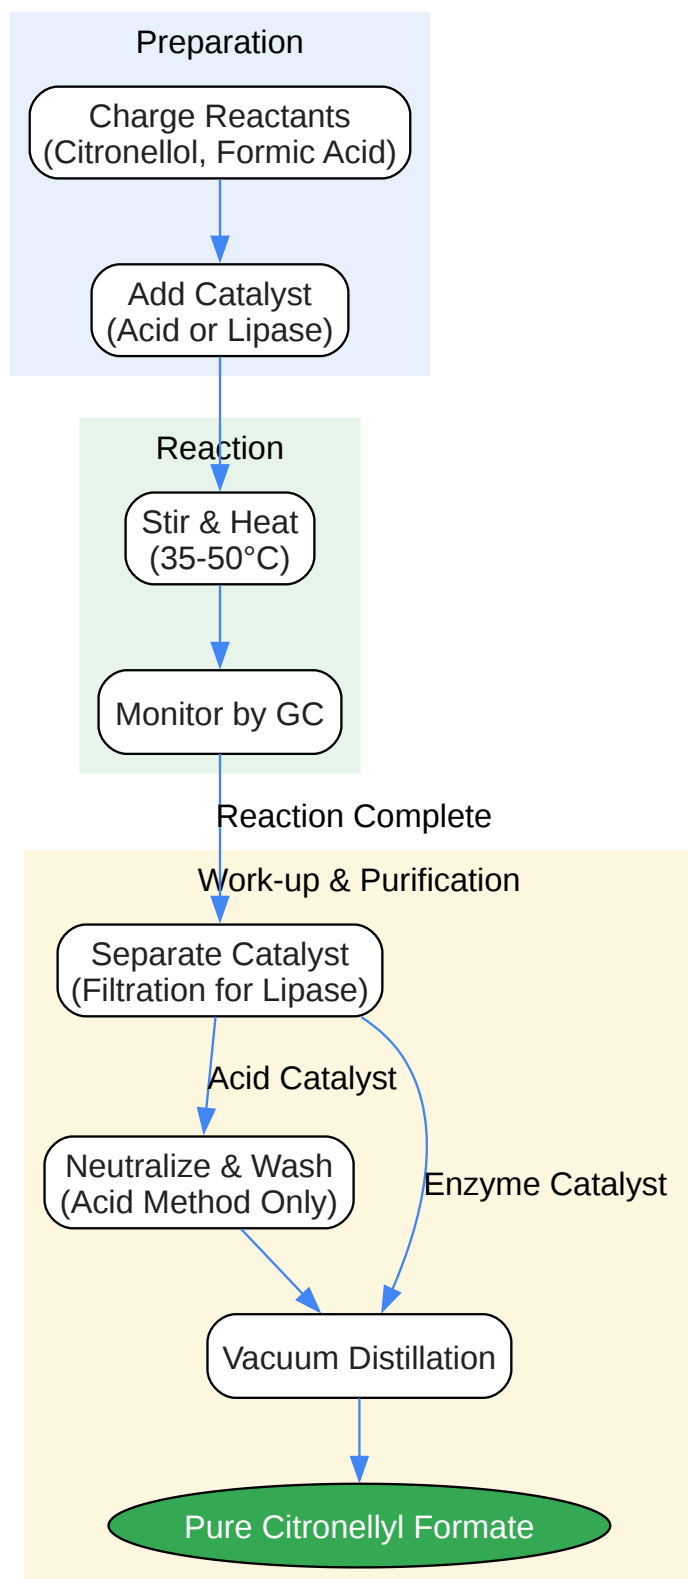 Preparation
Charge Reactants
(Citronellol, Formic Acid)
Add Catalyst
(Acid or Lipase)
Reaction
Stir & Heat
(35-50°C)
Monitor by GC
Reaction Complete
Work-up & Purification
Separate Catalyst
(Filtration for Lipase)
Acid Catalyst
Neutralize & Wash
(Acid Method Only)
Enzyme Catalyst
Vacuum Distillation
Pure Citronellyl Formate